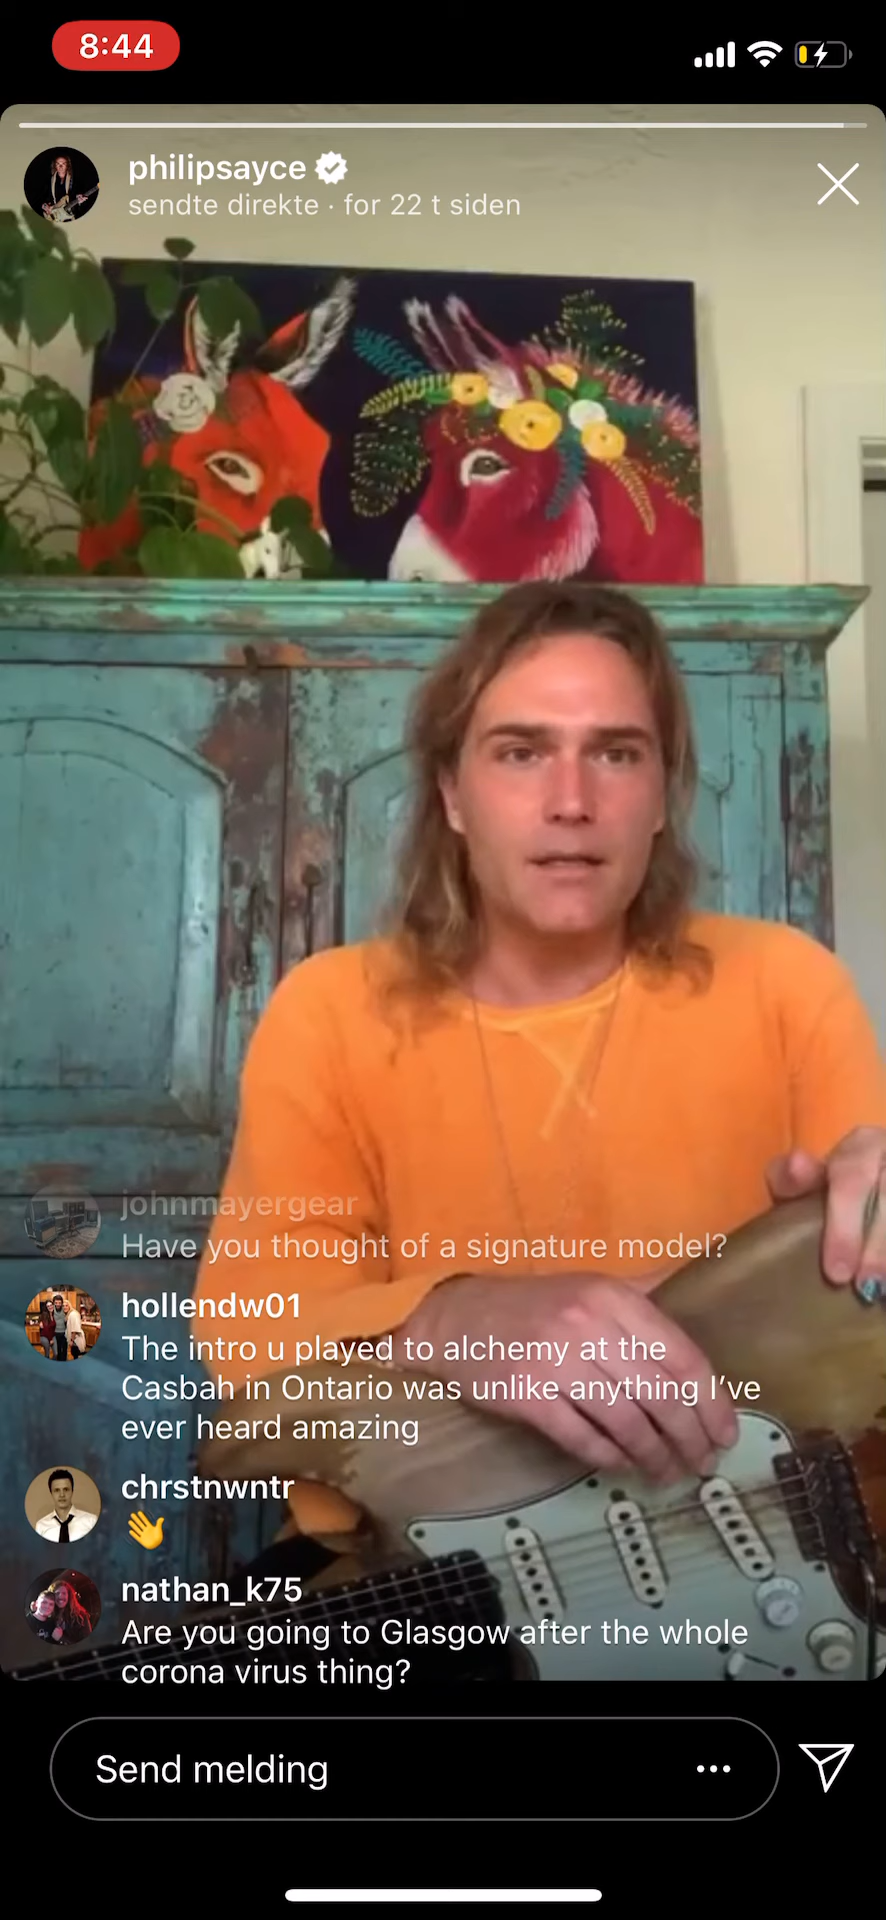 8:44
philipsayce
sendte direkte · for 22 t siden
johnmayergear
Have you thought of a signature model?
hollendw01
The intro u played to alchemy at the
Casbah in Ontario was unlike anything I’ve
ever heard amazing
chrstnwntr
👋
nathan_k75
Are you going to Glasgow after the whole
corona virus thing?
Send melding